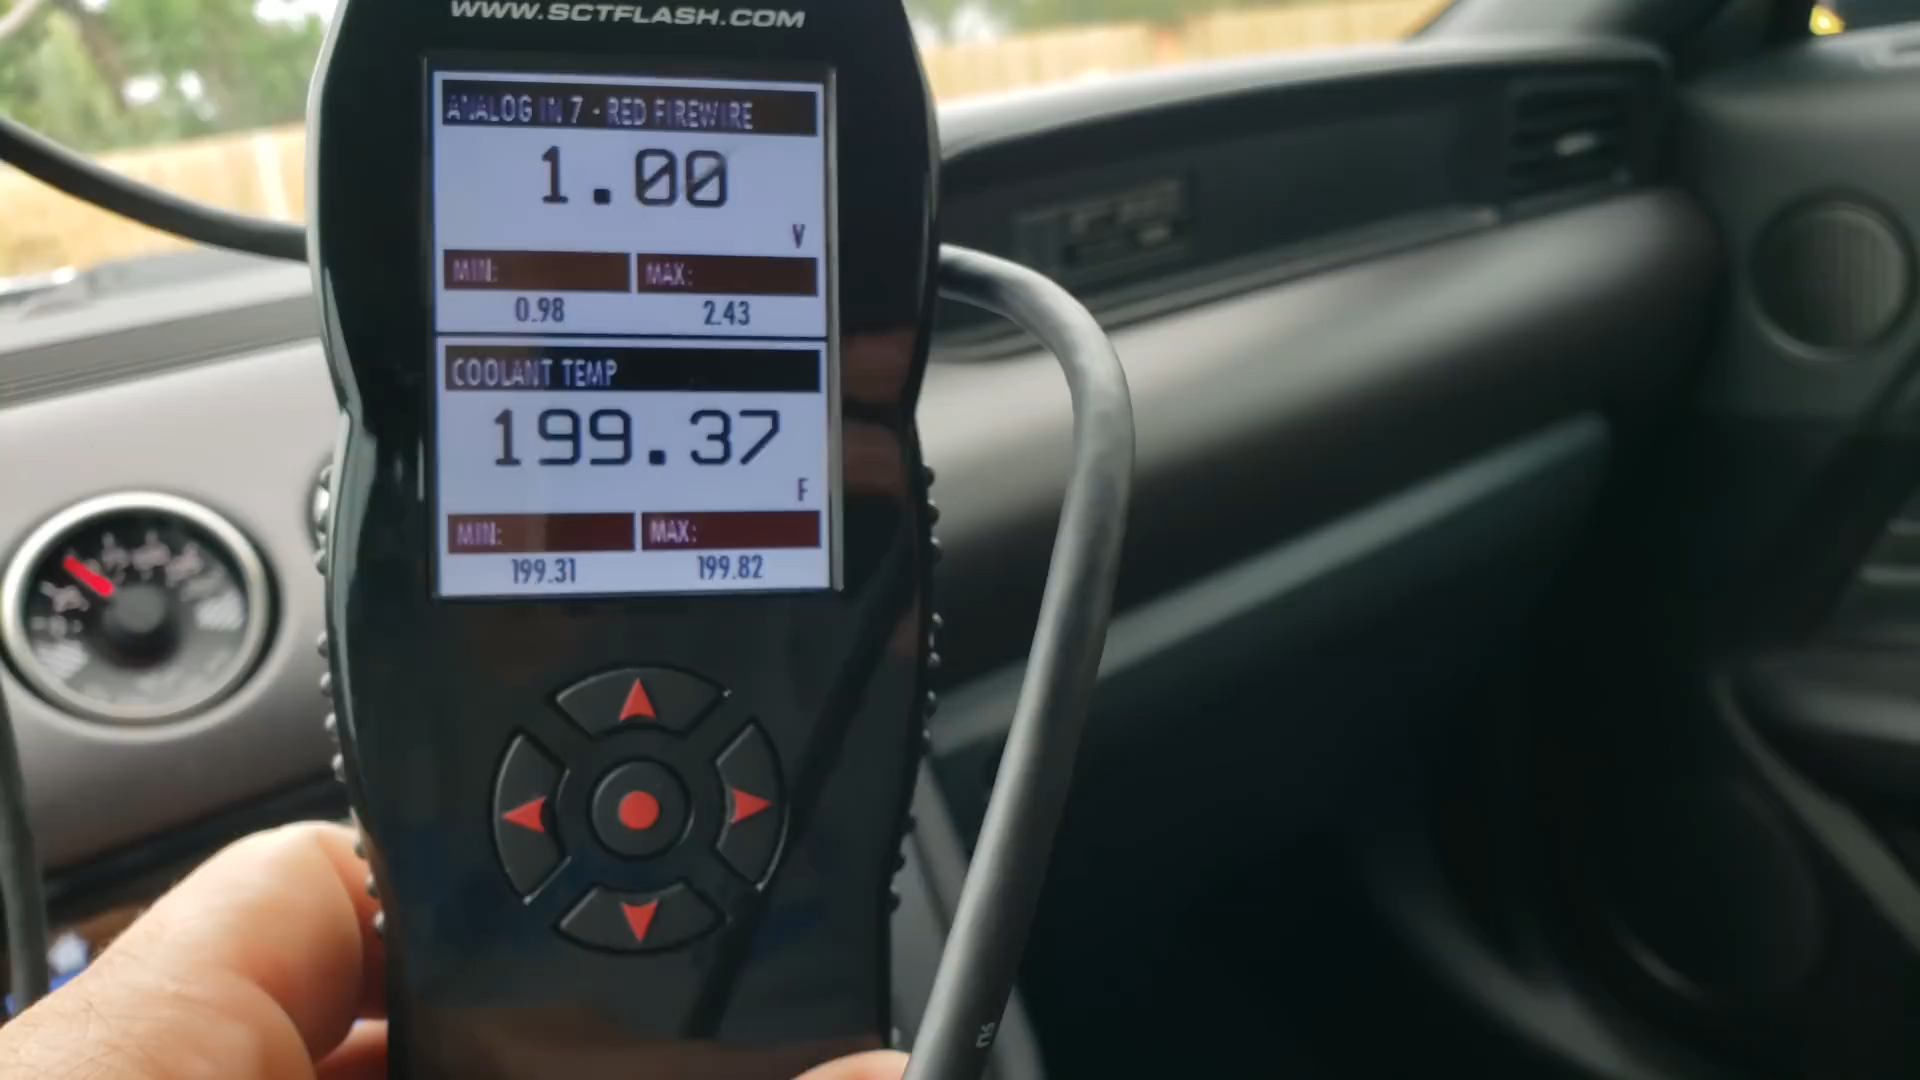 WWW.SCTFLASH.COM
ANALOG IN 7 - RED FIREWIRE
1.00
V
MIN: MAX:
0.98 2.43
COOLANT TEMP
199.37
F
MIN: MAX:
199.31 199.82